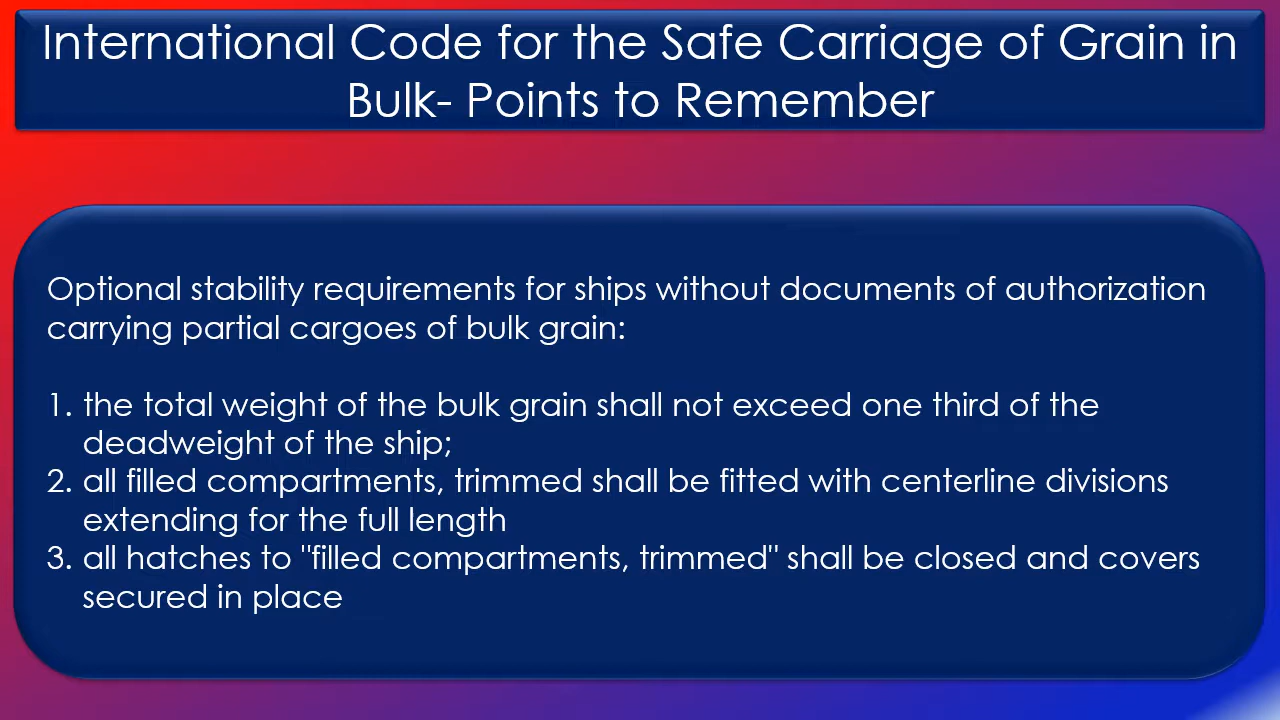 International Code for the Safe Carriage of Grain in
Bulk- Points to Remember
Optional stability requirements for ships without documents of authorization
carrying partial cargoes of bulk grain:
1. the total weight of the bulk grain shall not exceed one third of the
deadweight of the ship;
2. all filled compartments, trimmed shall be fitted with centerline divisions
extending for the full length
3. all hatches to "filled compartments, trimmed" shall be closed and covers
secured in place